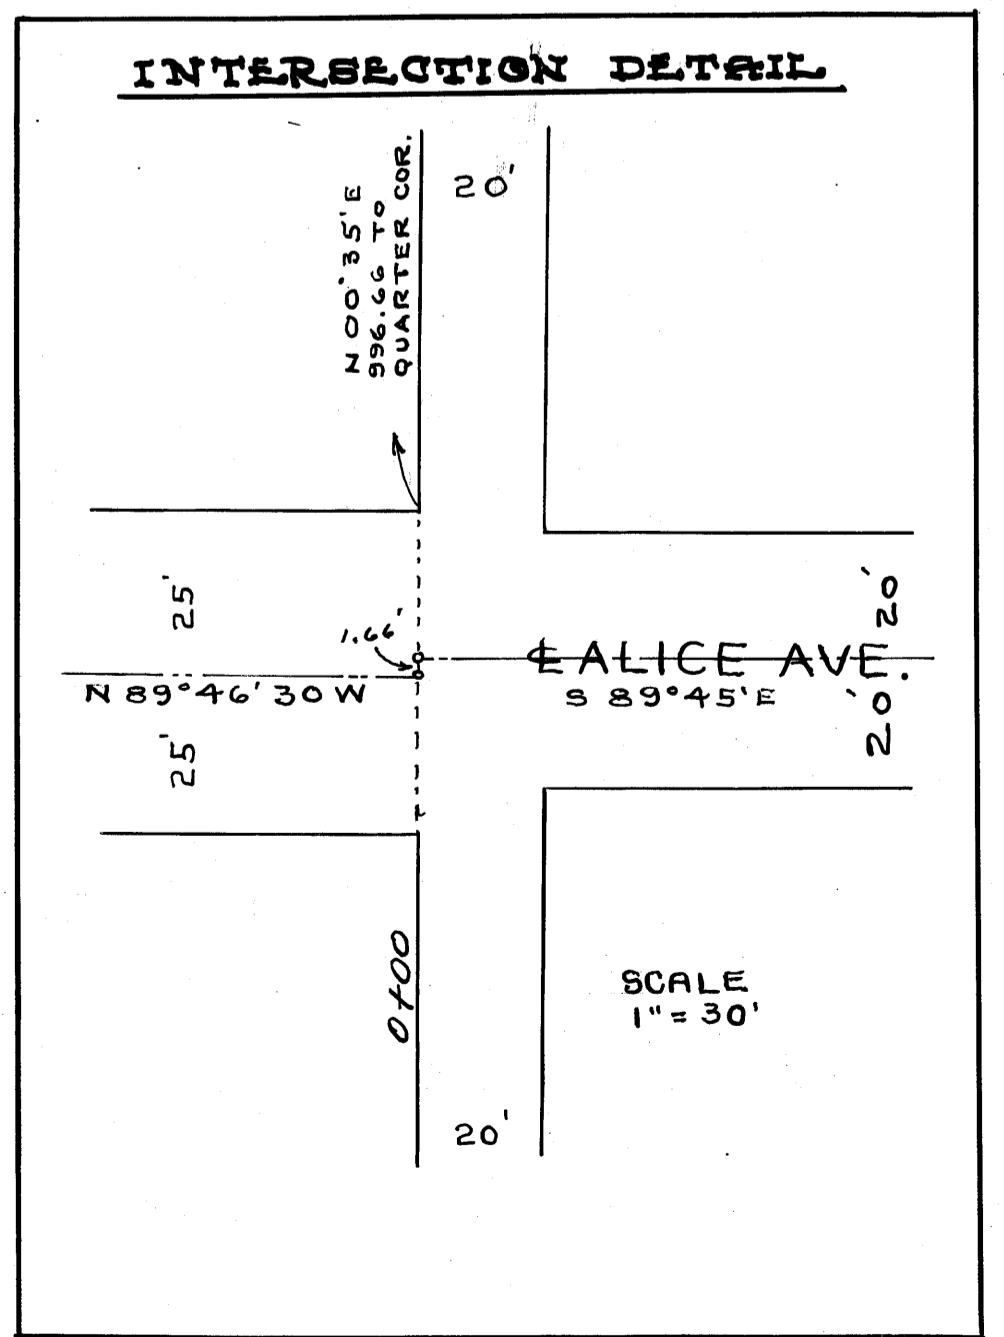 INTERSECTION DETAIL
20'
N 00°35'E
996.66 TO
QUARTER COR.
25'
20'
1.66'
℄ ALICE AVE.
N 89°46'30 W
S 89°45'E
20'
25'
0+00
SCALE
1" = 30'
20'